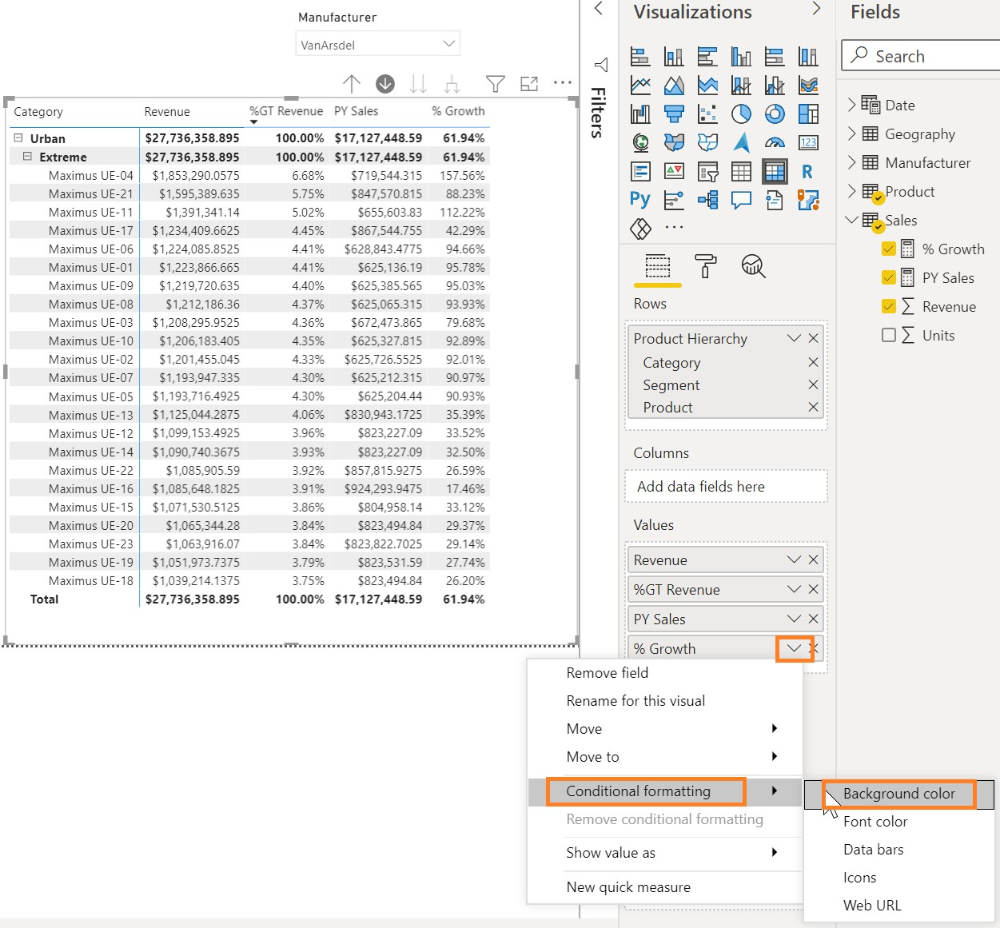 Manufacturer
VanArsdel
Category Revenue %GT Revenue PY Sales % Growth
Urban $27,736,358.895 100.00% $17,127,448.59 61.94%
Extreme $27,736,358.895 100.00% $17,127,448.59 61.94%
Maximus UE-04 $1,853,290.0575 6.68% $719,544.315 157.56%
Maximus UE-21 $1,595,389.635 5.75% $847,570.815 88.23%
Maximus UE-11 $1,391,341.14 5.02% $655,603.83 112.22%
Maximus UE-17 $1,234,409.6625 4.45% $867,544.755 42.29%
Maximus UE-06 $1,224,085.8525 4.41% $628,843.4775 94.66%
Maximus UE-01 $1,223,866.665 4.41% $625,136.19 95.78%
Maximus UE-09 $1,219,720.635 4.40% $625,385.565 95.03%
Maximus UE-08 $1,212,186.36 4.37% $625,065.315 93.93%
Maximus UE-03 $1,208,295.9525 4.36% $672,473.865 79.68%
Maximus UE-10 $1,206,183.405 4.35% $625,327.815 92.89%
Maximus UE-02 $1,201,455.045 4.33% $625,726.5525 92.01%
Maximus UE-07 $1,193,947.335 4.30% $625,212.315 90.97%
Maximus UE-05 $1,193,716.4925 4.30% $625,204.44 90.93%
Maximus UE-13 $1,125,044.2875 4.06% $830,943.1725 35.39%
Maximus UE-12 $1,099,153.4925 3.96% $823,227.09 33.52%
Maximus UE-14 $1,090,740.3675 3.93% $823,227.09 32.50%
Maximus UE-22 $1,085,905.59 3.92% $857,815.9275 26.59%
Maximus UE-16 $1,085,648.1825 3.91% $924,293.9475 17.46%
Maximus UE-15 $1,071,530.5125 3.86% $804,958.14 33.12%
Maximus UE-20 $1,065,344.28 3.84% $823,494.84 29.37%
Maximus UE-23 $1,063,916.07 3.84% $823,822.7025 29.14%
Maximus UE-19 $1,051,973.7375 3.79% $823,531.59 27.74%
Maximus UE-18 $1,039,214.1375 3.75% $823,494.84 26.20%
Total $27,736,358.895 100.00% $17,127,448.59 61.94%
Filters
Visualizations
123
R
Py
Rows
Product Hierarchy
Category
Segment
Product
Columns
Add data fields here
Values
Revenue
%GT Revenue
PY Sales
% Growth
Remove field
Rename for this visual
Move
Move to
Conditional formatting
Remove conditional formatting
Show value as
New quick measure
Background color
Font color
Data bars
Icons
Web URL
Fields
Search
Date
Geography
Manufacturer
Product
Sales
% Growth
PY Sales
Revenue
Units